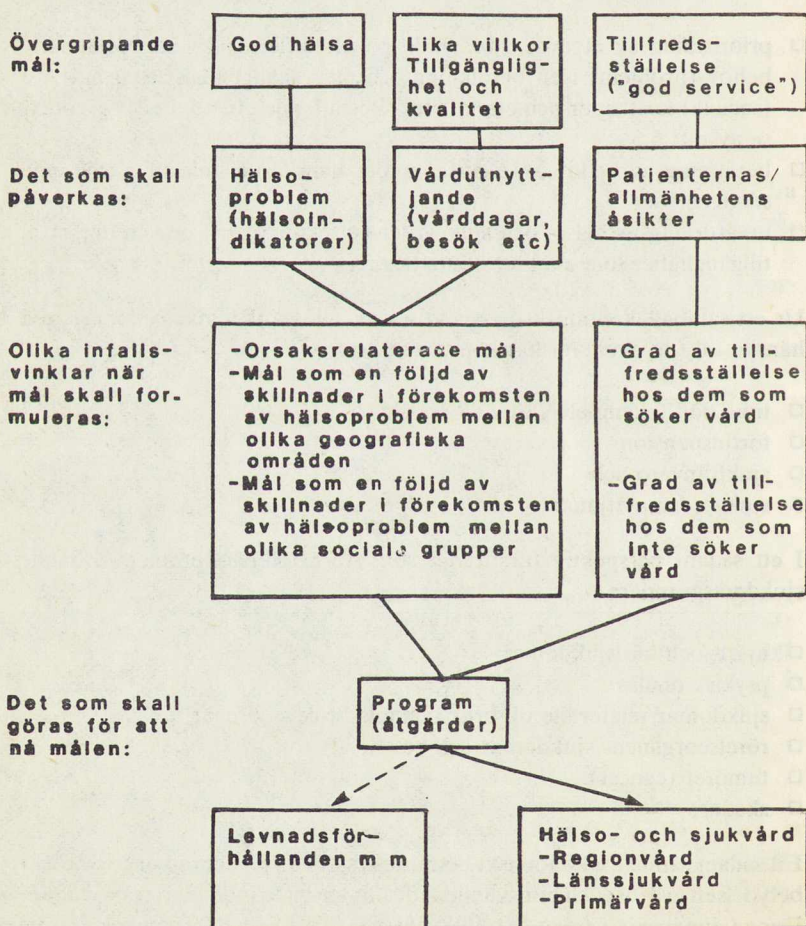 Övergripande
mål:
God hälsa
Lika villkor
Tillgänglig-
het och
kvalitet
Tillfreds-
ställelse
("god service")
Det som skall
påverkas:
Hälso-
problem
(hälsoin-
dikatorer)
Vårdutnytt-
jande
(vårddagar,
besök etc)
Patienternas/
allmänhetens
åsikter
Olika infalls-
vinklar när
mål skall for-
muleras:
-Orsaksrelaterade mål
-Mål som en följd av
skillnader i förekomsten
av hälsoproblem mellan
olika geografiska
områden
-Mål som en följd av
skillnader i förekomsten
av hälsoproblem mellan
olika sociala grupper
-Grad av till-
fredsställelse
hos dem som
söker vård
-Grad av till-
fredsställelse
hos dem som
inte söker
vård
Det som skall
göras för att
nå målen:
Program
(åtgärder)
Levnadsför-
hållanden m m
Hälso- och sjukvård
-Regionvård
-Länssjukvård
-Primärvård